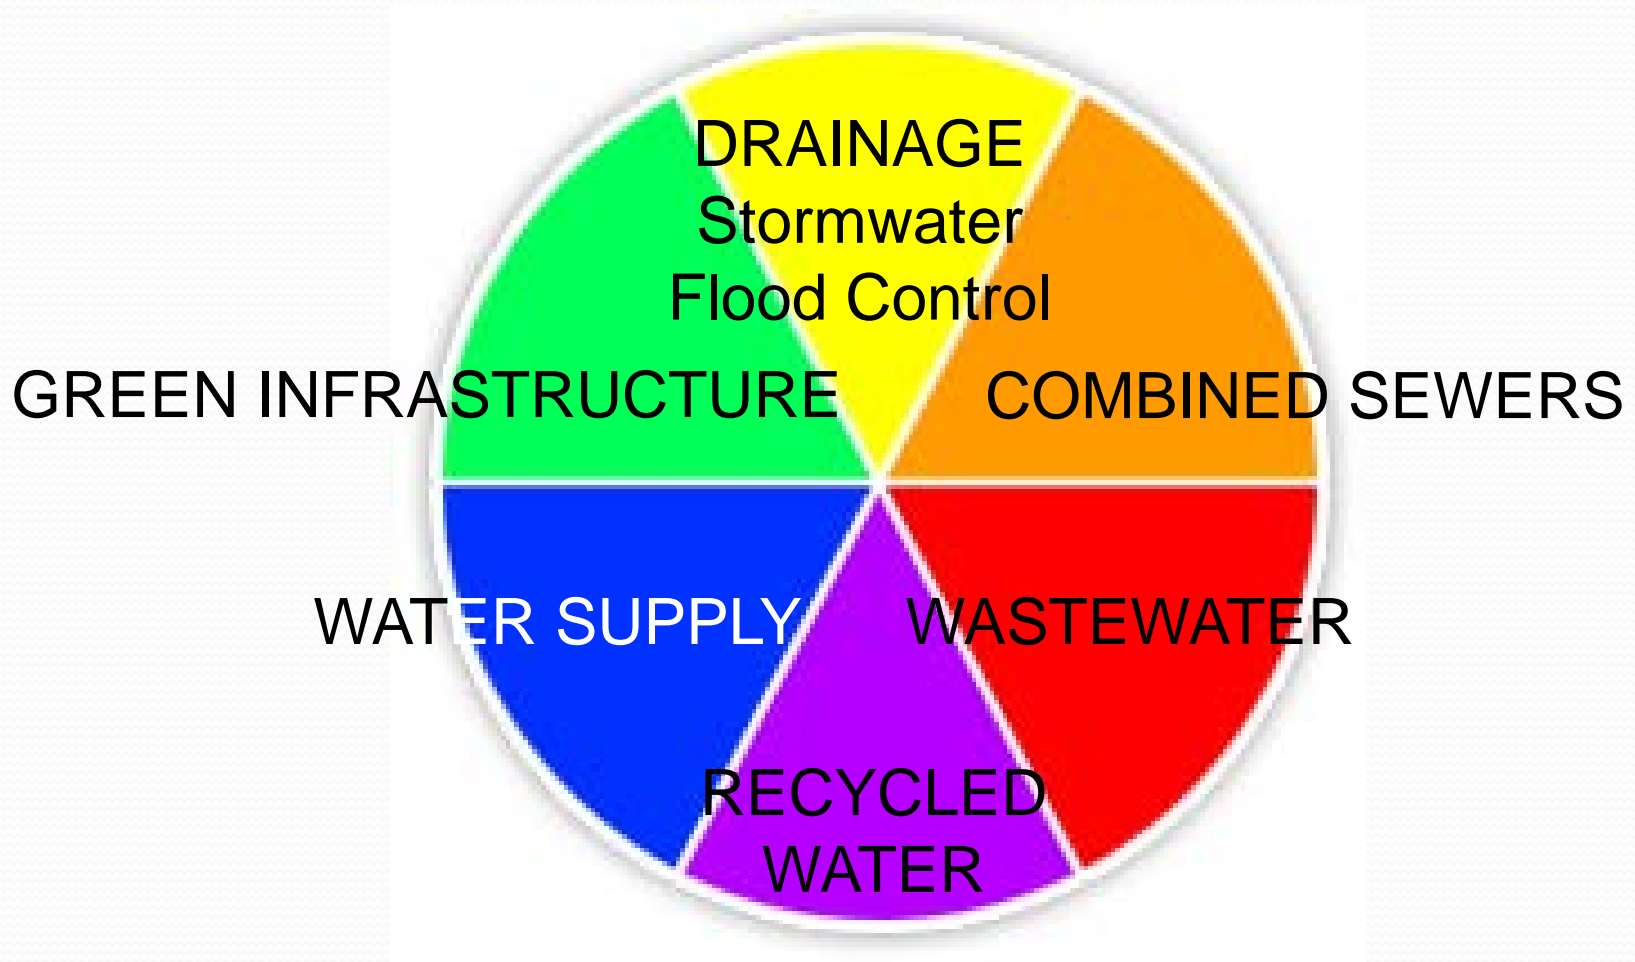 DRAINAGE
Stormwater
Flood Control
GREEN INFRASTRUCTURE
COMBINED SEWERS
WATER SUPPLY
WASTEWATER
RECYCLED
WATER